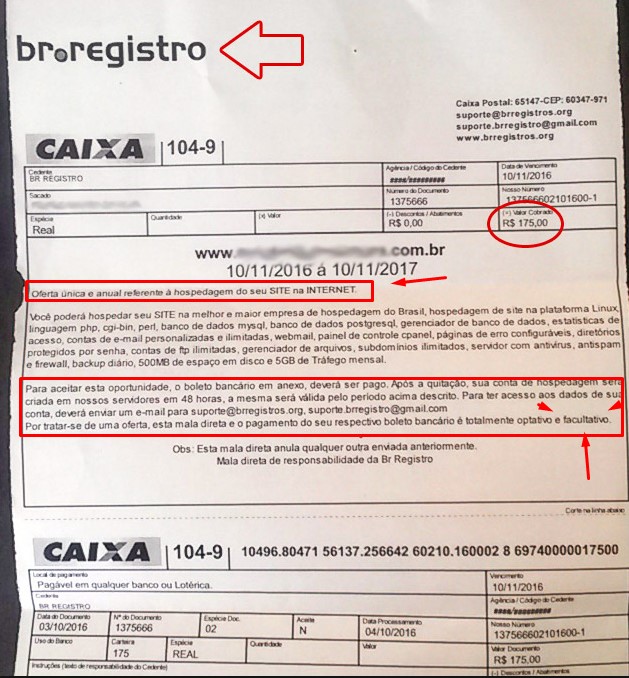 br.registro
Caixa Postal: 65147-CEP: 60347-971
suporte@brregistros.org
suporte.brregistro@gmail.com
www.brregistros.org
CAIXA 104-9
Cedente Agência / Código do Cedente Data de Vencimento
BR REGISTRO ####/######### 10/11/2016
Sacado Número do Documento Nosso Número
1375666 137566602101600-1
Espécie Quantidade (x) Valor (-) Descontos / Abatimentos (=) Valor Cobrado
Real R$ 0,00 R$ 175,00
www. .com.br
10/11/2016 á 10/11/2017
Oferta única e anual referente à hospedagem do seu SITE na INTERNET.
Você poderá hospedar seu SITE na melhor e maior empresa de hospedagem do Brasil, hospedagem de site na plataforma Linux,
linguagem php, cgi-bin, perl, banco de dados mysql, banco de dados postgresql, gerenciador de banco de dados, estatísticas de
acesso, contas de e-mail personalizadas e ilimitadas, webmail, painel de controle cpanel, páginas de erro configuráveis, diretórios
protegidos por senha, contas de ftp ilimitadas, gerenciador de arquivos, subdomínios ilimitados, servidor com antivirus, antispam
e firewall, backup diário, 500MB de espaço em disco e 5GB de Tráfego mensal.
Para aceitar esta oportunidade, o boleto bancário em anexo, deverá ser pago. Após a quitação, sua conta de hospedagem será
criada em nossos servidores em 48 horas, a mesma será válida pelo período acima descrito. Para ter acesso aos dados de sua
conta, deverá enviar um e-mail para suporte@brregistros.org, suporte.brregistro@gmail.com
Por tratar-se de uma oferta, esta mala direta e o pagamento do seu respectivo boleto bancário é totalmente optativo e facultativo.
Obs: Esta mala direta anula qualquer outra enviada anteriormente.
Mala direta de responsabilidade da Br Registro
Corte na linha abaixo
CAIXA 104-9 10496.80471 56137.256642 60210.160002 8 69740000017500
Local de pagamento Vencimento
Pagável em qualquer banco ou Lotérica. 10/11/2016
Cedente Agência / Código do Cedente
BR REGISTRO ####/#########
Data do Documento Nº do Documento Espécie Doc. Aceite Data Processamento Nosso Número
03/10/2016 1375666 02 N 04/10/2016 137566602101600-1
Uso do Banco Carteira Espécie Quantidade Valor Valor Documento
175 REAL R$ 175,00
Instruções (texto de responsabilidade do Cedente) (-) Descontos / Abatimentos